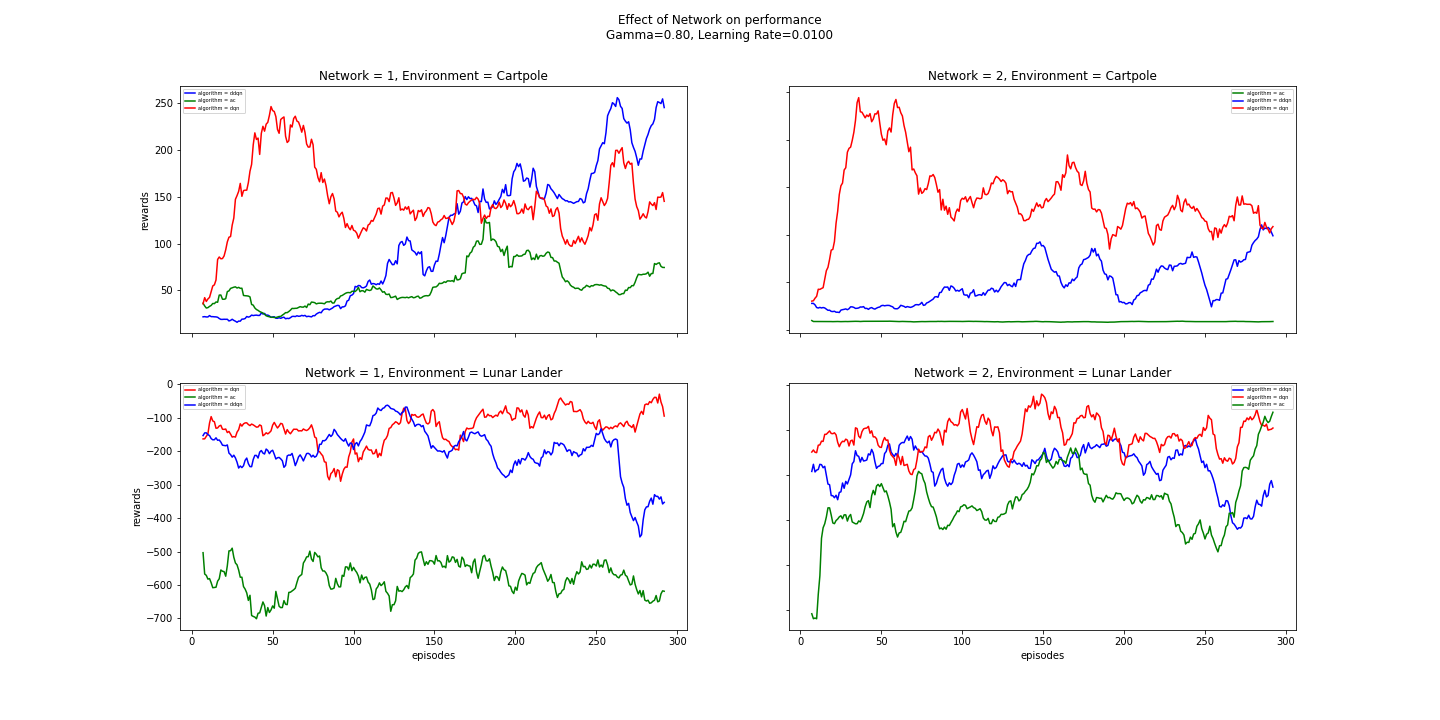 Effect of Network on performance
Gamma=0.80, Learning Rate=0.0100
Network = 1, Environment = Cartpole
algorithm = ddqn
algorithm = ac
algorithm = dqn
250
200
150
100
50
rewards
Network = 2, Environment = Cartpole
algorithm = ac
algorithm = ddqn
algorithm = dqn
Network = 1, Environment = Lunar Lander
algorithm = dqn
algorithm = ac
algorithm = ddqn
0
−100
−200
−300
−400
−500
−600
−700
rewards
0 50 100 150 200 250 300
episodes
Network = 2, Environment = Lunar Lander
algorithm = ddqn
algorithm = dqn
algorithm = ac
0 50 100 150 200 250 300
episodes